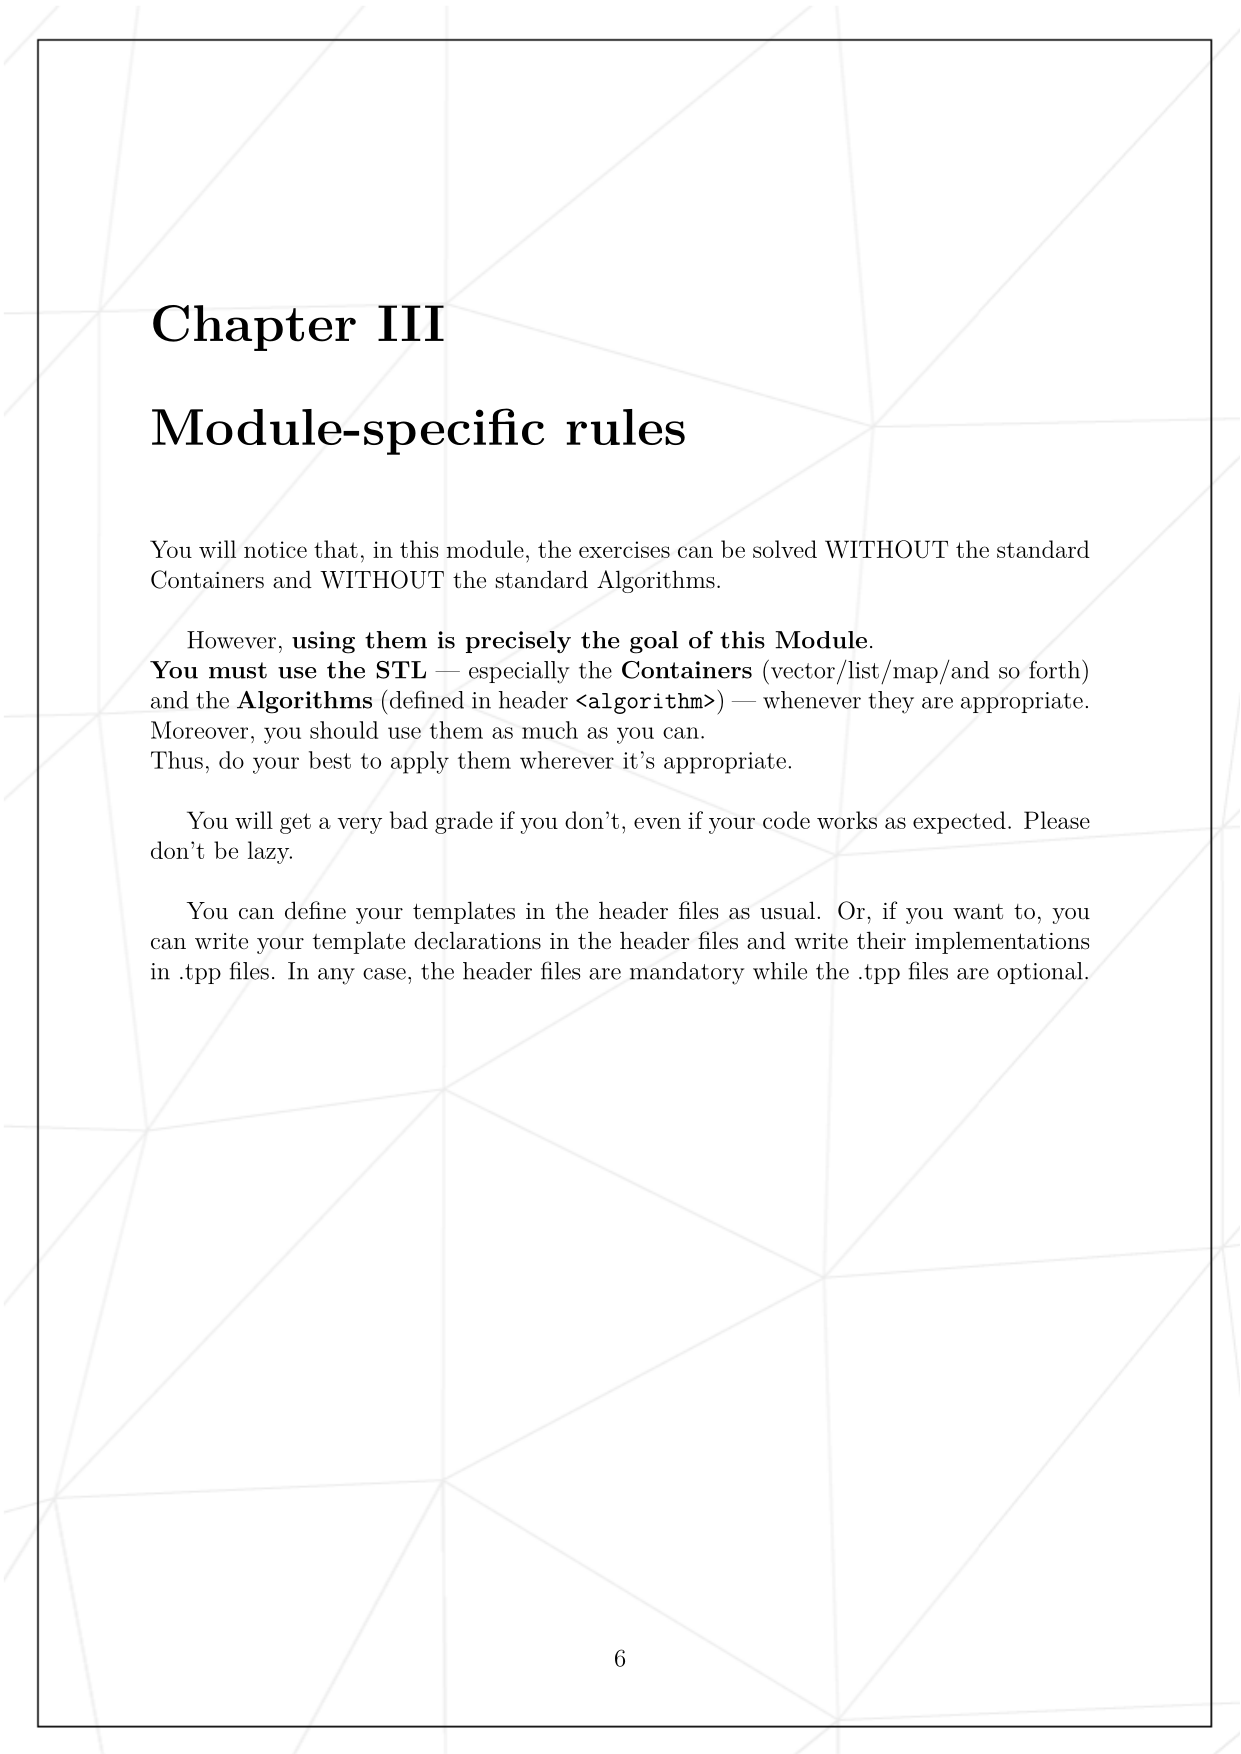 Chapter III
Module-specific rules
You will notice that, in this module, the exercises can be solved WITHOUT the standard
Containers and WITHOUT the standard Algorithms.
However, using them is precisely the goal of this Module.
You must use the STL — especially the Containers (vector/list/map/and so forth)
and the Algorithms (defined in header <algorithm>) — whenever they are appropriate.
Moreover, you should use them as much as you can.
Thus, do your best to apply them wherever it's appropriate.
You will get a very bad grade if you don't, even if your code works as expected. Please
don't be lazy.
You can define your templates in the header files as usual. Or, if you want to, you
can write your template declarations in the header files and write their implementations
in .tpp files. In any case, the header files are mandatory while the .tpp files are optional.
6